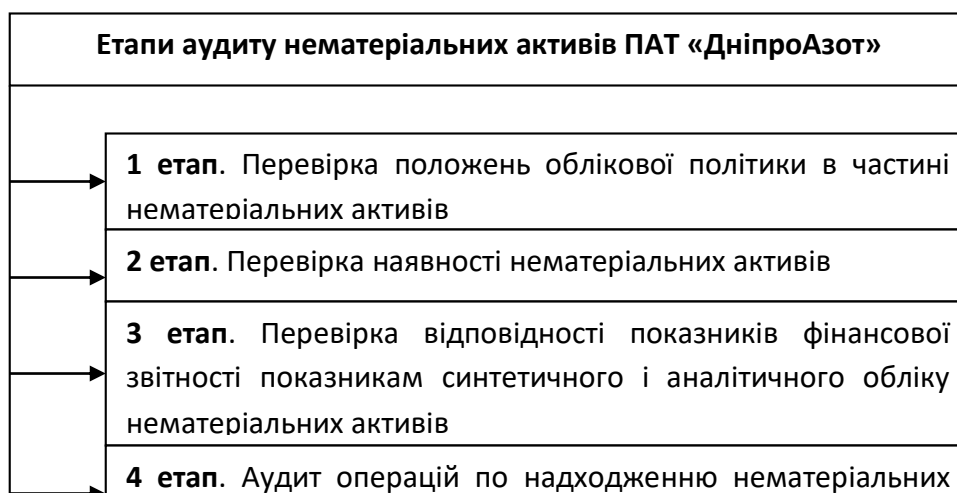 Етапи аудиту нематеріальних активів ПАТ «ДніпроАзот»
1 етап. Перевірка положень облікової політики в частині
нематеріальних активів
2 етап. Перевірка наявності нематеріальних активів
3 етап. Перевірка відповідності показників фінансової
звітності показникам синтетичного і аналітичного обліку
нематеріальних активів
4 етап. Аудит операцій по надходженню нематеріальних